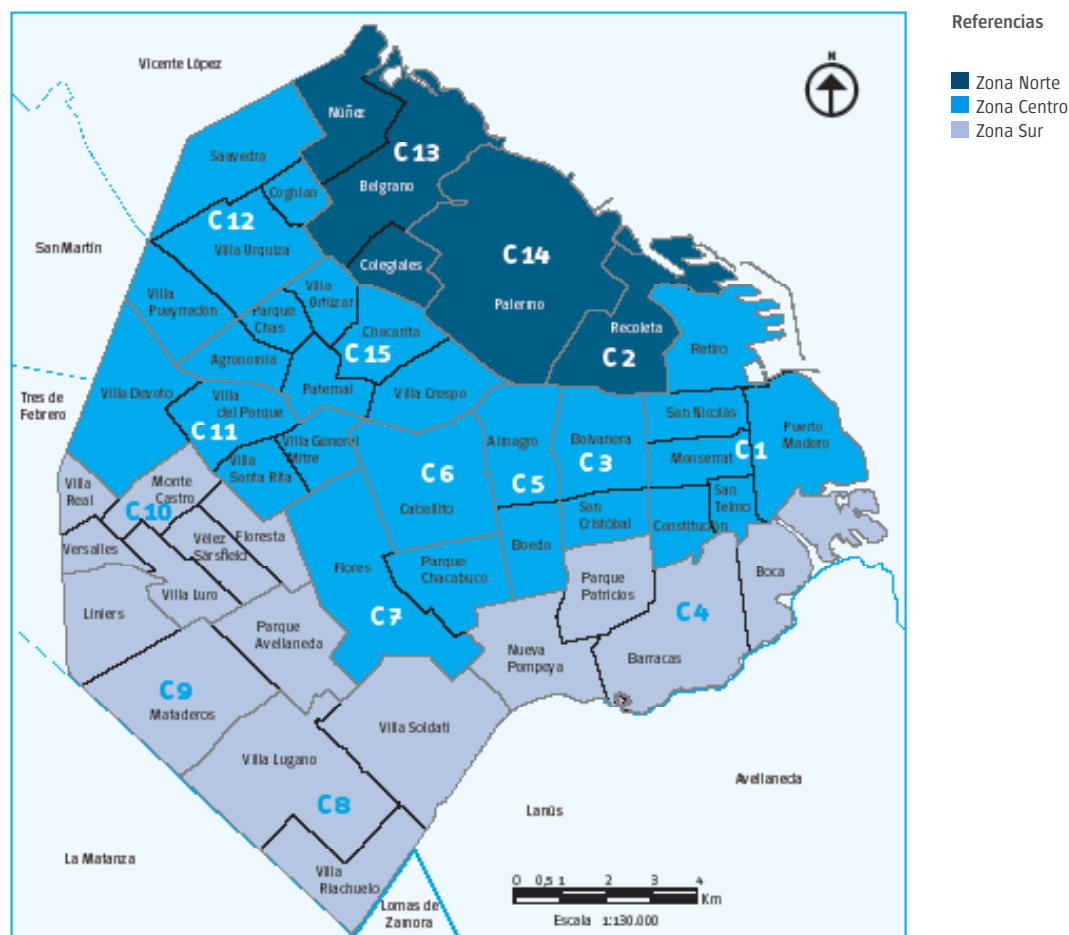 Referencias
Zona Norte
Zona Centro
Zona Sur
Vicente López
N
Núñez
C 13
Saavedra
Belgrano
Coghlan
C 12
San Martín
Villa Urquiza
C 14
Colegiales
Villa
Pueyrredón
Villa
Ortúzar
Palermo
Parque
Chas
Chacarita
Recoleta
C 15
C 2
Retiro
Agronomía
Paternal
Villa Devoto
Villa Crespo
Tres de
Febrero
Villa
del Parque
San Nicolás
C 11
Puerto
Madero
Villa General
Mitre
Almagro
Balvanera
Monserrat
C 1
Villa
Santa Rita
C 6
C 5
C 3
Villa
Real
Monte
Castro
San
Telmo
C 10
Caballito
San
Cristóbal
Constitución
Versalles
Vélez
Sársfield
Floresta
Boedo
Flores
Parque
Chacabuco
Boca
Villa Luro
Parque
Patricios
Liniers
C 7
C 4
Parque
Avellaneda
Nueva
Pompeya
Barracas
C 9
Mataderos
Villa Soldati
Villa Lugano
Avellaneda
C 8
Lanús
La Matanza
Villa
Riachuelo
0 0,5 1 2 3 4
Km
Lomas de
Zamora
Escala 1:130.000